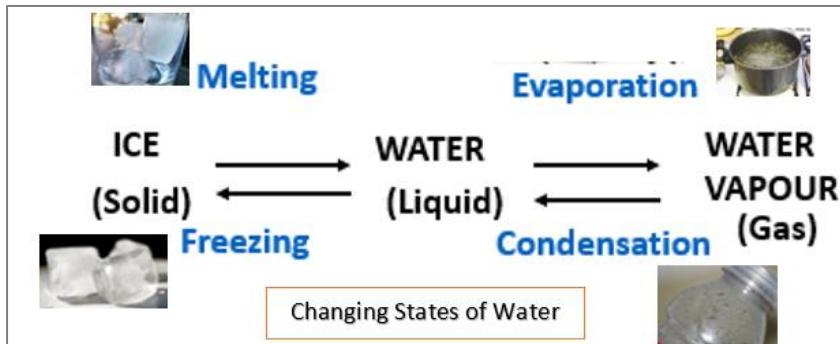 Melting
Evaporation
ICE
WATER
WATER
(Solid)
(Liquid)
VAPOUR
(Gas)
Freezing
Condensation
Changing States of Water